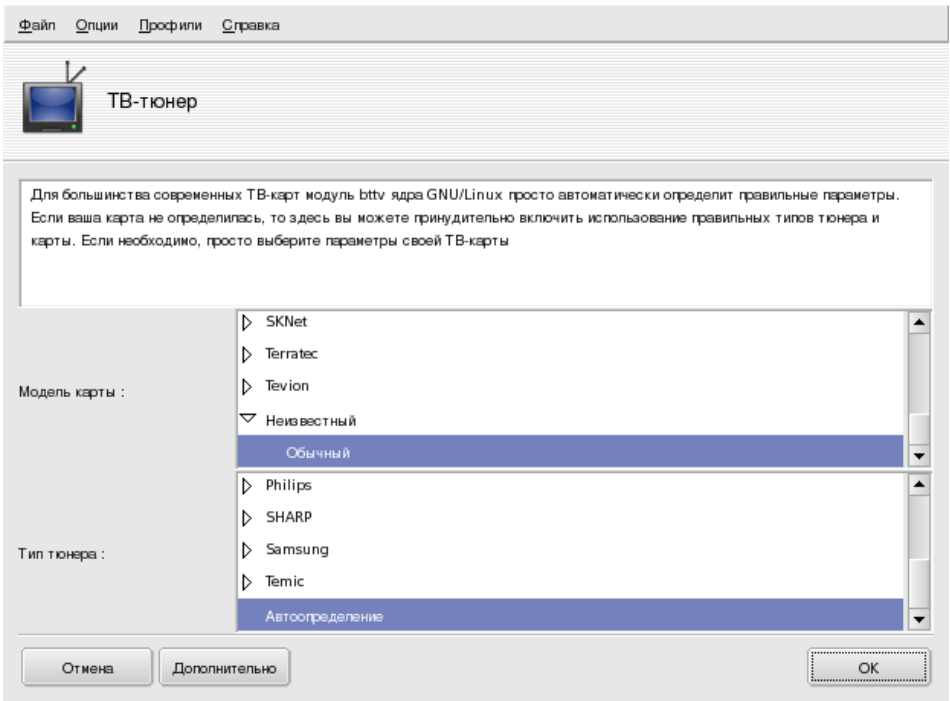 Файл Опции Профили Справка
ТВ-тюнер
Для большинства современных ТВ-карт модуль bttv ядра GNU/Linux просто автоматически определит правильные параметры.
Если ваша карта не определилась, то здесь вы можете принудительно включить использование правильных типов тюнера и
карты. Если необходимо, просто выберите параметры своей ТВ-карты
Модель карты :
SKNet
Terratec
Tevion
Неизвестный
Обычный
Тип тюнера :
Philips
SHARP
Samsung
Temic
Автоопределение
Отмена Дополнительно OK